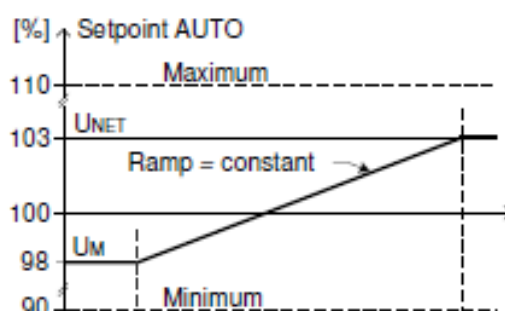 [%] Setpoint AUTO
110 Maximum
UNET
103
Ramp = constant
100
UM
98
90 Minimum